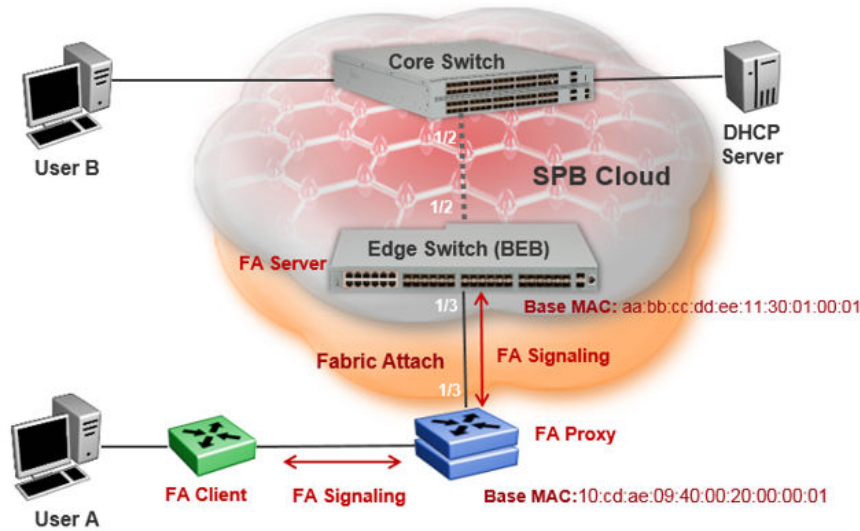 Core Switch
User B
DHCP
Server
1/2
SPB Cloud
1/2
Edge Switch (BEB)
FA Server
1/3
Base MAC: aa:bb:cc:dd:ee:11:30:01:00:01
Fabric Attach
FA Signaling
1/3
FA Proxy
FA Client
FA Signaling
Base MAC:10:cd:ae:09:40:00:20:00:00:01
User A